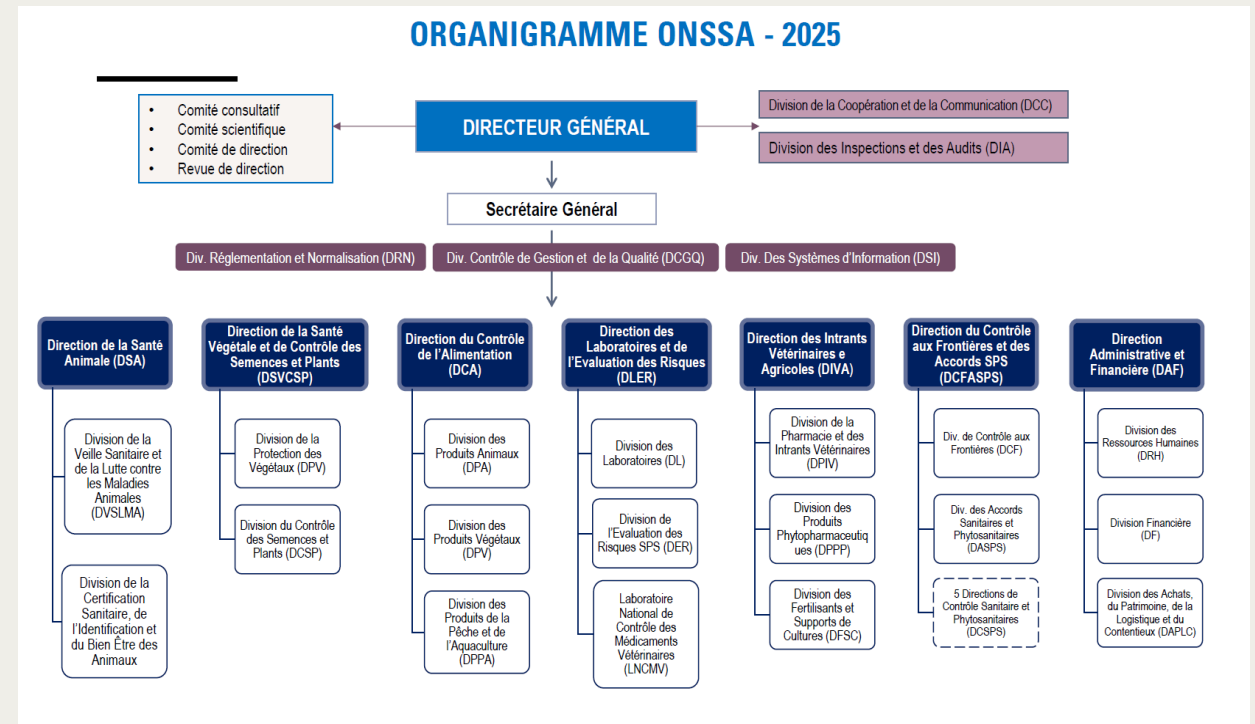 ORGANIGRAMME ONSSA - 2025
• Comité consultatif
• Comité scientifique
• Comité de direction
• Revue de direction
DIRECTEUR GÉNÉRAL
Division de la Coopération et de la Communication (DCC)
Division des Inspections et des Audits (DIA)
Secrétaire Général
Div. Réglementation et Normalisation (DRN)
Div. Contrôle de Gestion et de la Qualité (DCGQ)
Div. Des Systèmes d'Information (DSI)
Direction de la Santé
Animale (DSA)
Division de la
Veille Sanitaire et
de la Lutte contre
les Maladies
Animales
(DVSLMA)
Division de la
Certification
Sanitaire, de
l'Identification et
du Bien Être des
Animaux
Direction de la Santé
Végétale et de Contrôle des
Semences et Plants
(DSVCSP)
Division de la
Protection des
Végétaux (DPV)
Division du Contrôle
des Semences et
Plants (DCSP)
Direction du Contrôle
de l'Alimentation
(DCA)
Division des
Produits Animaux
(DPA)
Division des
Produits Végétaux
(DPV)
Division des
Produits de la
Pêche et de
l'Aquaculture
(DPPA)
Direction des
Laboratoires et de
l'Evaluation des Risques
(DLER)
Division des
Laboratoires (DL)
Division de
l'Evaluation des
Risques SPS (DER)
Laboratoire
National de
Contrôle des
Médicaments
Vétérinaires
(LNCMV)
Direction des Intrants
Vétérinaires e
Agricoles (DIVA)
Division de la
Pharmacie et des
Intrants Vétérinaires
(DPIV)
Division des
Produits
Phytopharmaceutiq
ues (DPPP)
Division des
Fertilisants et
Supports de
Cultures (DFSC)
Direction du Contrôle
aux Frontières et des
Accords SPS
(DCFASPS)
Div. de Contrôle aux
Frontières (DCF)
Div. des Accords
Sanitaires et
Phytosanitaires
(DASPS)
5 Directions de
Contrôle Sanitaire et
Phytosanitaires
(DCSPS)
Direction
Administrative et
Financière (DAF)
Division des
Ressources Humaines
(DRH)
Division Financière
(DF)
Division des Achats,
du Patrimoine, de la
Logistique et du
Contentieux (DAPLC)